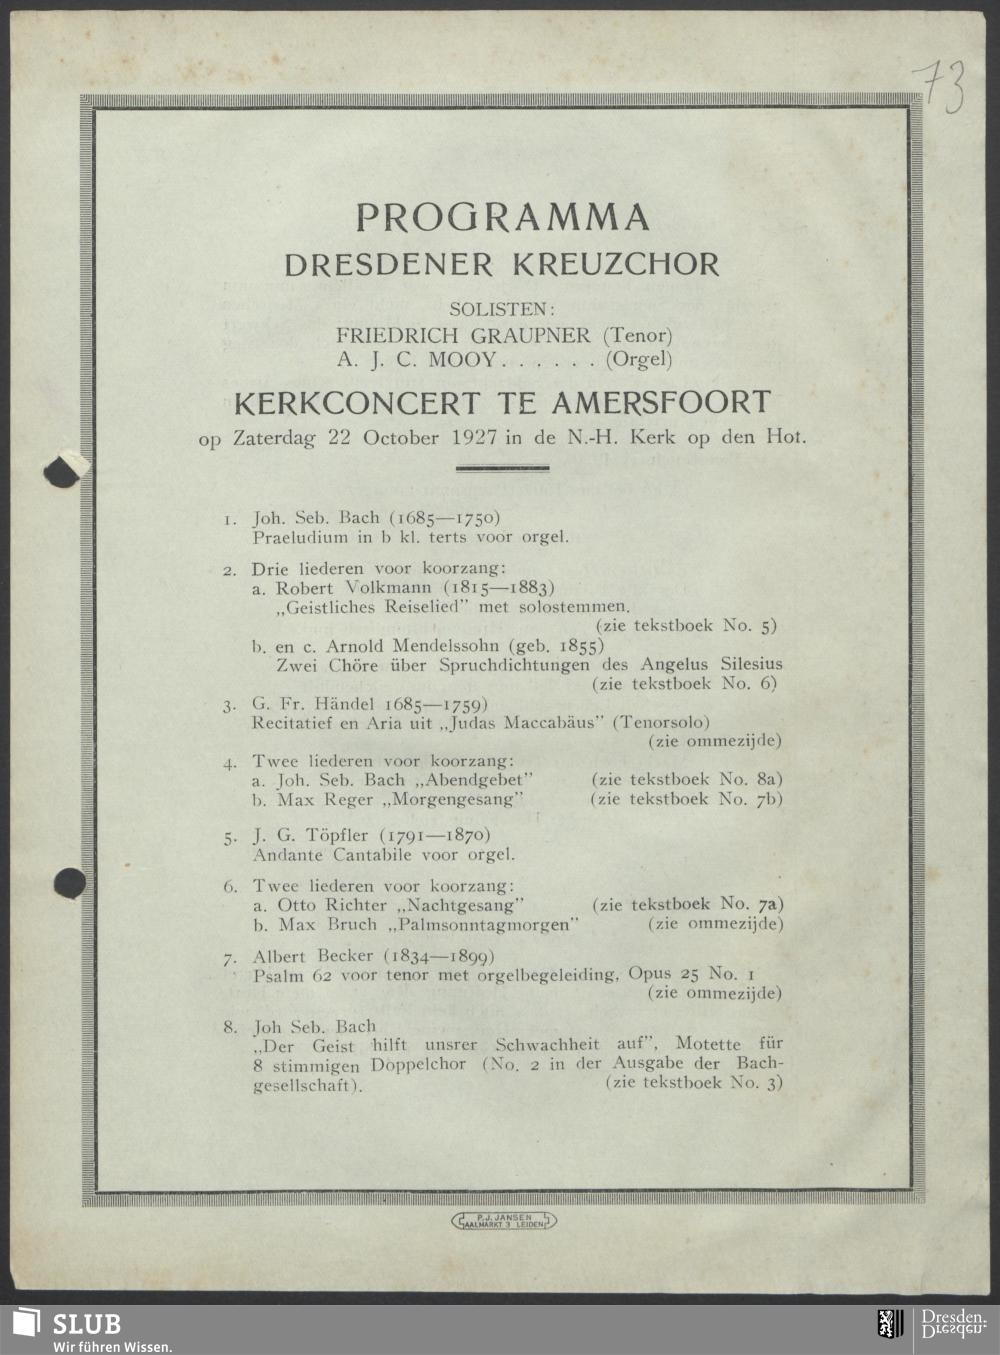 73
PROGRAMMA
DRESDENER KREUZCHOR
SOLISTEN:
FRIEDRICH GRAUPNER (Tenor)
A. J. C. MOOY . . . . . . (Orgel)
KERKCONCERT TE AMERSFOORT
op Zaterdag 22 October 1927 in de N.-H. Kerk op den Hot.
1. Joh. Seb. Bach (1685—1750)
Praeludium in b kl. terts voor orgel.
2. Drie liederen voor koorzang:
a. Robert Volkmann (1815—1883)
„Geistliches Reiselied” met solostemmen.
(zie tekstboek No. 5)
b. en c. Arnold Mendelssohn (geb. 1855)
Zwei Chöre über Spruchdichtungen des Angelus Silesius
(zie tekstboek No. 6)
3. G. Fr. Händel 1685—1759)
Recitatief en Aria uit „Judas Maccabäus” (Tenorsolo)
(zie ommezijde)
4. Twee liederen voor koorzang:
a. Joh. Seb. Bach „Abendgebet” (zie tekstboek No. 8a)
b. Max Reger „Morgengesang” (zie tekstboek No. 7b)
5. J. G. Töpfler (1791—1870)
Andante Cantabile voor orgel.
6. Twee liederen voor koorzang:
a. Otto Richter „Nachtgesang” (zie tekstboek No. 7a)
b. Max Bruch „Palmsonntagmorgen” (zie ommezijde)
7. Albert Becker (1834—1899)
Psalm 62 voor tenor met orgelbegeleiding, Opus 25 No. 1
(zie ommezijde)
8. Joh Seb. Bach
„Der Geist hilft unsrer Schwachheit auf”, Motette für
8 stimmigen Doppelchor (No. 2 in der Ausgabe der Bach-
gesellschaft). (zie tekstboek No. 3)
P.J. JANSEN
AALMARKT 3 LEIDEN
SLUB
Wir führen Wissen.
Dresden.
Dresden.